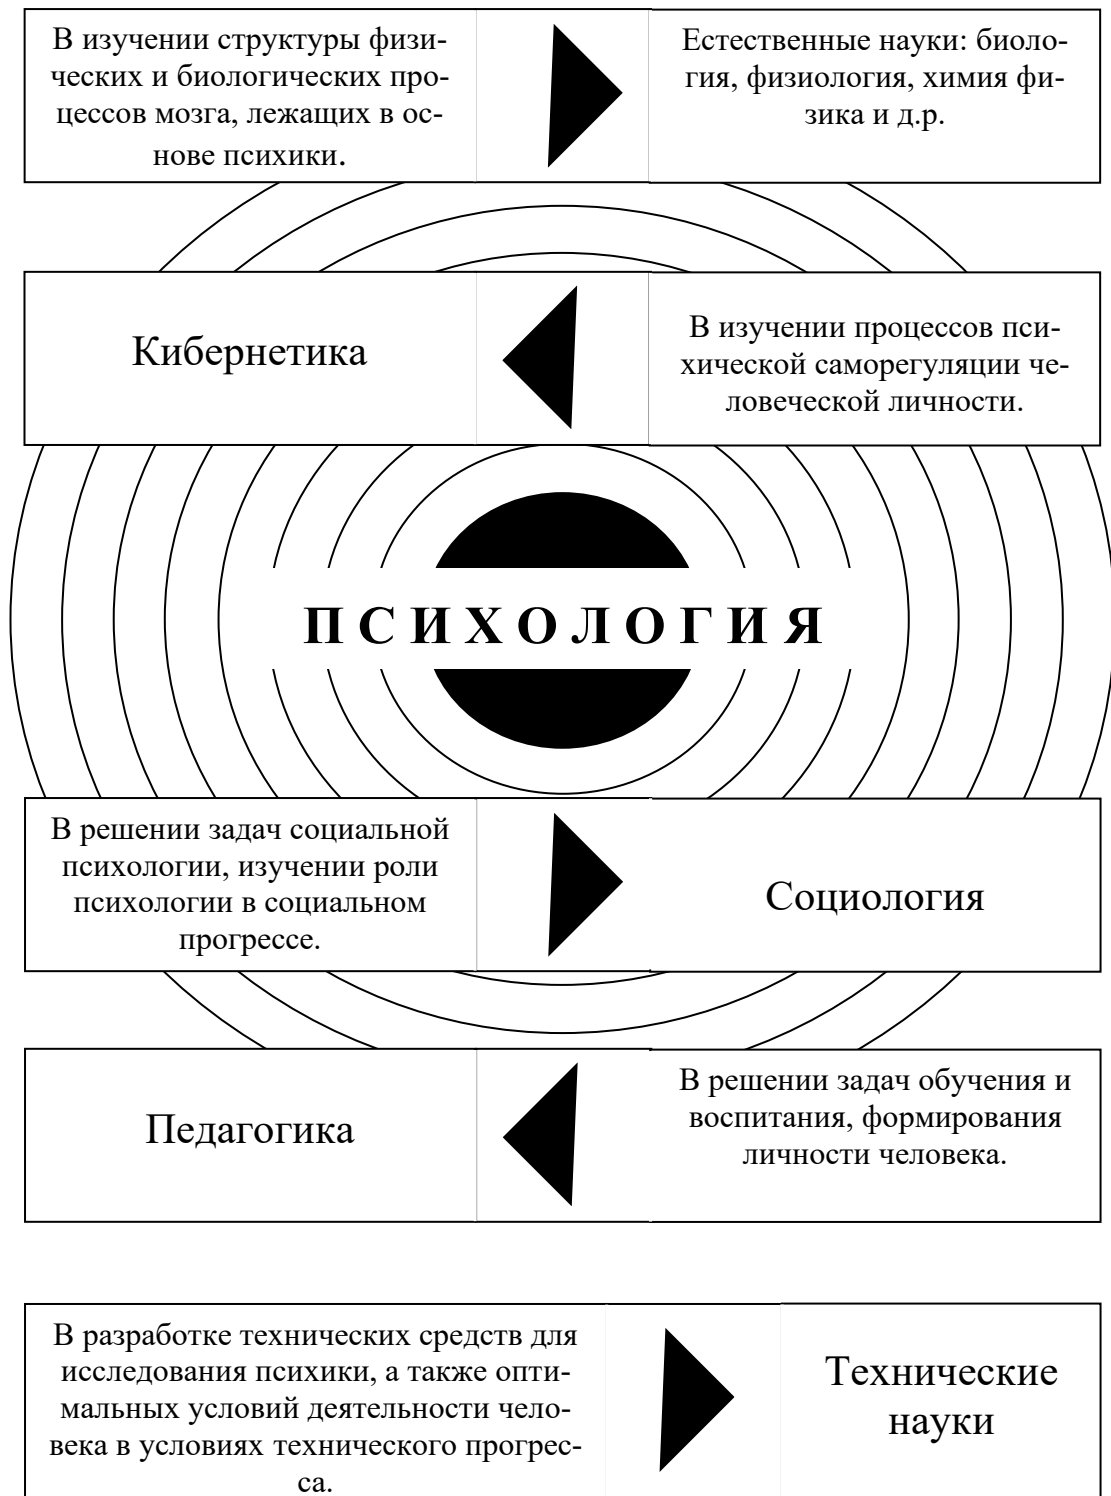 В изучении структуры физи-
ческих и биологических про-
цессов мозга, лежащих в ос-
нове психики.
Естественные науки: биоло-
гия, физиология, химия фи-
зика и д.р.
Кибернетика
В изучении процессов пси-
хической саморегуляции че-
ловеческой личности.
ПСИХОЛОГИЯ
В решении задач социальной
психологии, изучении роли
психологии в социальном
прогрессе.
Социология
Педагогика
В решении задач обучения и
воспитания, формирования
личности человека.
В разработке технических средств для
исследования психики, а также опти-
мальных условий деятельности чело-
века в условиях технического прогрес-
са.
Технические
науки